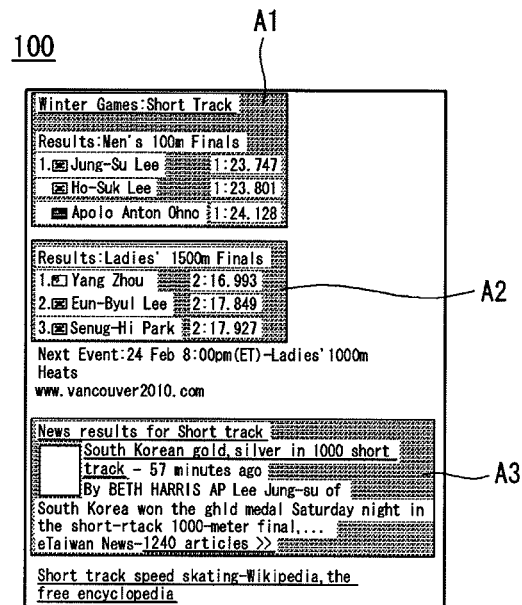 A1
100
Winter Games:Short Track
Results:Men's 100m Finals
1. Jung-Su Lee 1:23.747
Ho-Suk Lee 1:23.801
Apolo Anton Ohno 1:24.128
Results:Ladies' 1500m Finals
1. Yang Zhou 2:16.993
2. Eun-Byul Lee 2:17.849
3. Senug-Hi Park 2:17.927
A2
Next Event:24 Feb 8:00pm(ET)-Ladies'1000m
Heats
www.vancouver2010.com
News results for Short track
South Korean gold,silver in 1000 short
track - 57 minutes ago
A3
By BETH HARRIS AP Lee Jung-su of
South Korea won the ghld medal Saturday night in
the short-rtack 1000-meter final,...
eTaiwan News-1240 articles >>
Short track speed skating-Wikipedia,the
free encyclopedia